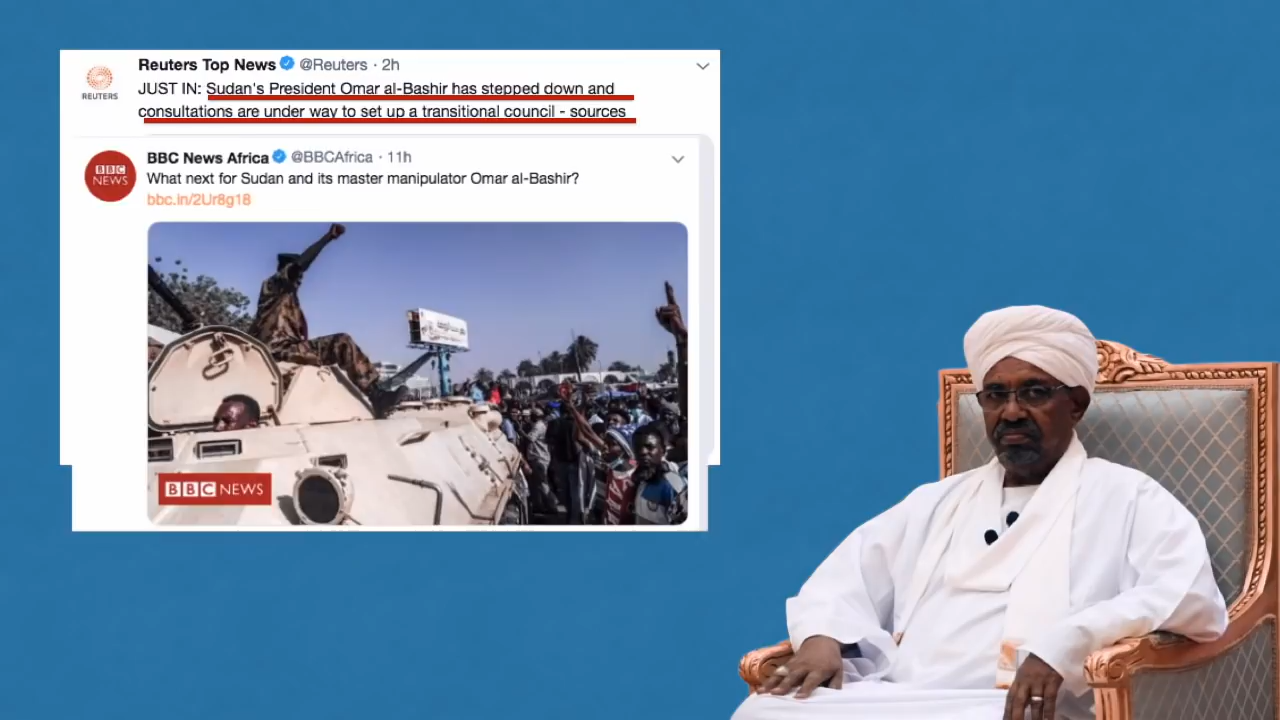 Reuters Top News @Reuters · 2h
JUST IN: Sudan's President Omar al-Bashir has stepped down and
consultations are under way to set up a transitional council - sources
REUTERS
BBC News Africa @BBCAfrica · 11h
What next for Sudan and its master manipulator Omar al-Bashir?
bbc.in/2Ur8g18
BBC
NEWS
BBC NEWS